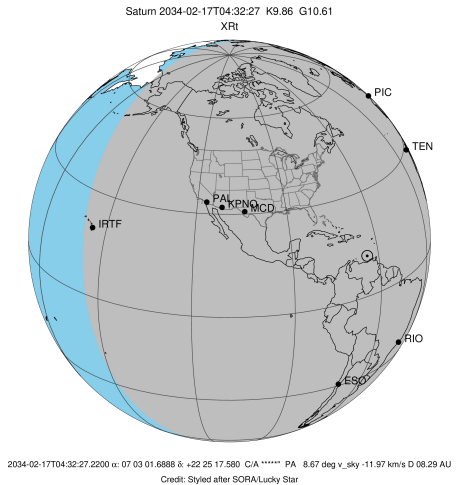 Saturn 2034-02-17T04:32:27 K9.86 G10.61
XRt
PIC
TEN
PAL
KPNO
MCD
IRTF
RIO
ESO
2034-02-17T04:32:27.2200 α: 07 03 01.6888 δ: +22 25 17.580 C/A *****" PA 8.67 deg v_sky -11.97 km/s D 08.29 AU
Credit: Styled after SORA/Lucky Star